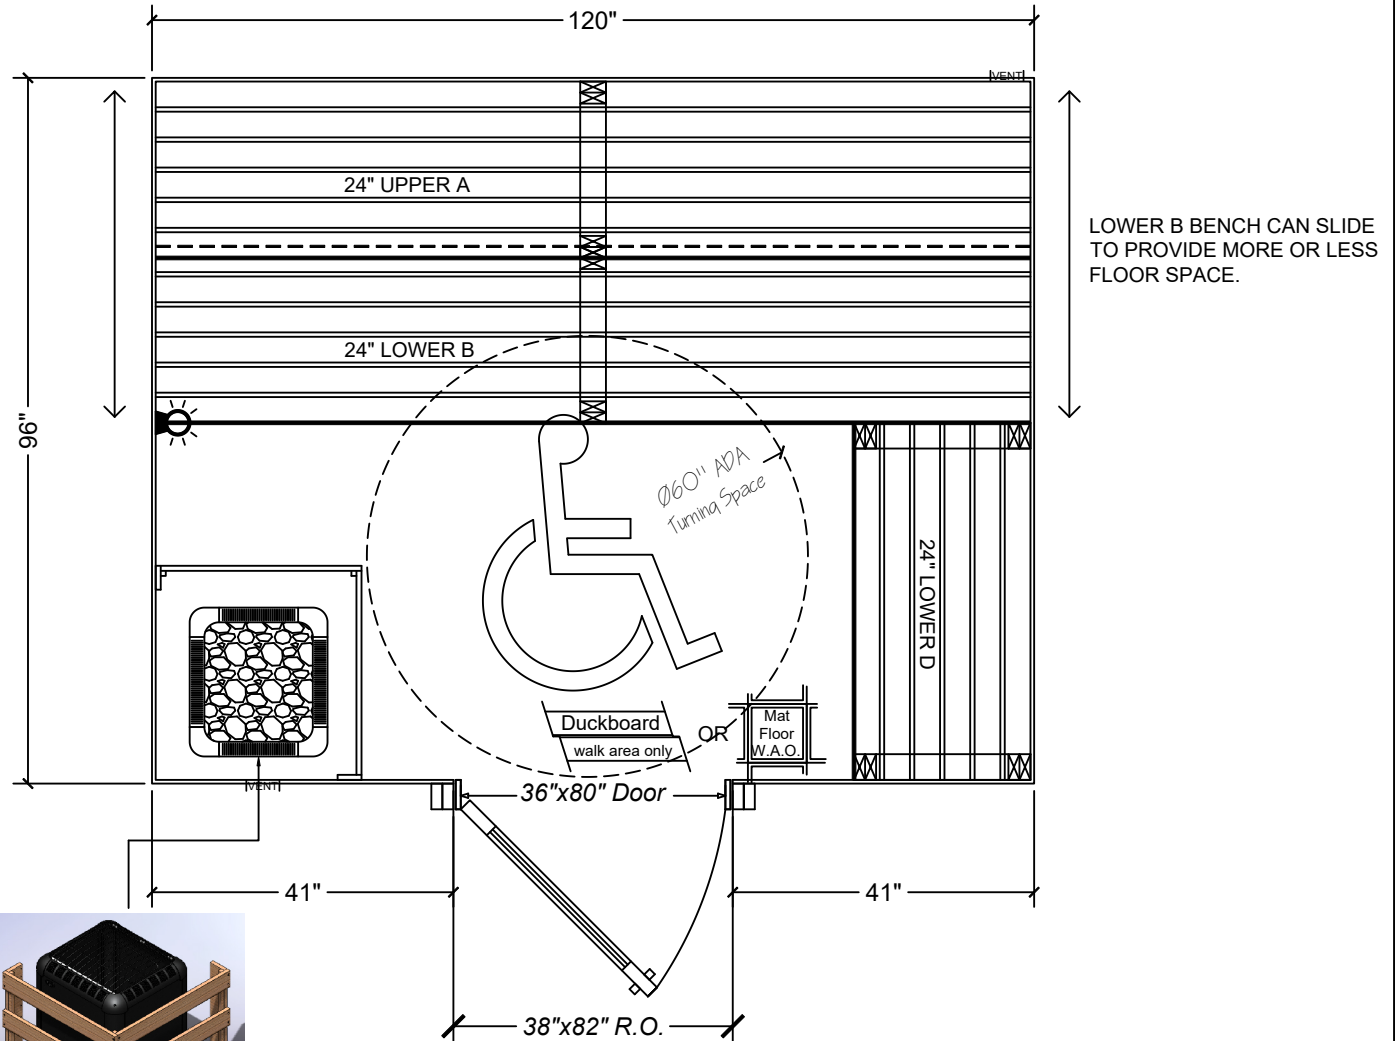 120"
VENT
24" UPPER A
LOWER B BENCH CAN SLIDE
TO PROVIDE MORE OR LESS
FLOOR SPACE.
24" LOWER B
96"
Ø60" ADA
Turning Space
24" LOWER D
Duckboard
walk area only
OR
Mat
Floor
W.A.O.
VENT
36"x80" Door
41"
41"
38"x82" R.O.